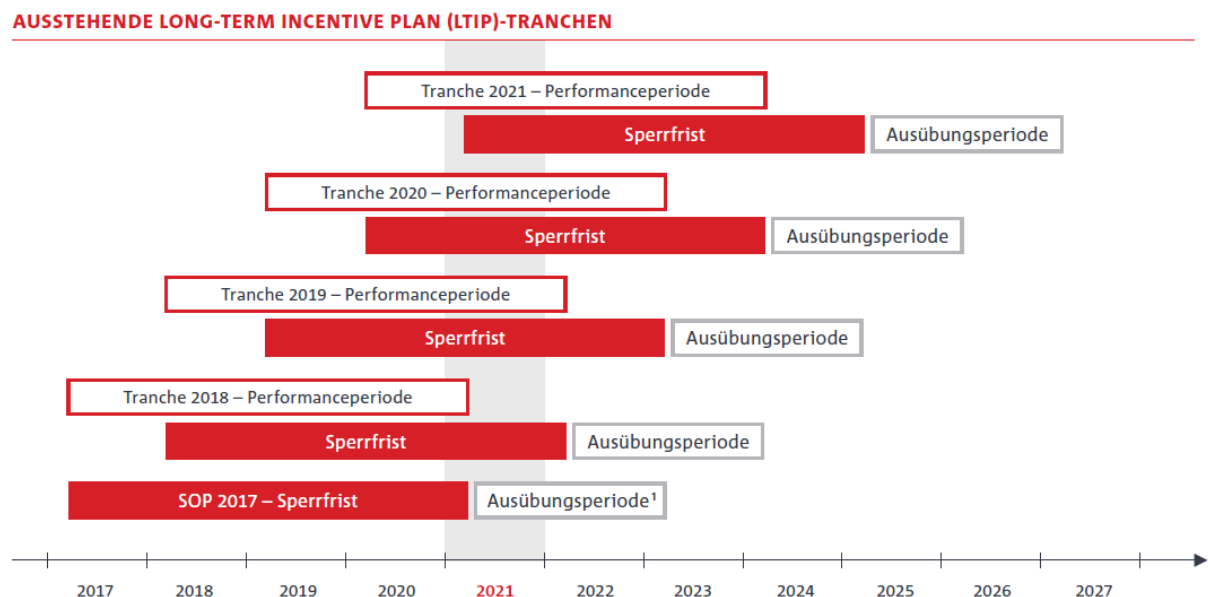 AUSSTEHENDE LONG-TERM INCENTIVE PLAN (LTIP)-TRANCHEN
Tranche 2021 – Performanceperiode
Sperrfrist
Ausübungsperiode
Tranche 2020 – Performanceperiode
Sperrfrist
Ausübungsperiode
Tranche 2019 – Performanceperiode
Sperrfrist
Ausübungsperiode
Tranche 2018 – Performanceperiode
Sperrfrist
Ausübungsperiode
SOP 2017 – Sperrfrist
Ausübungsperiode¹
2017 2018 2019 2020 2021 2022 2023 2024 2025 2026 2027